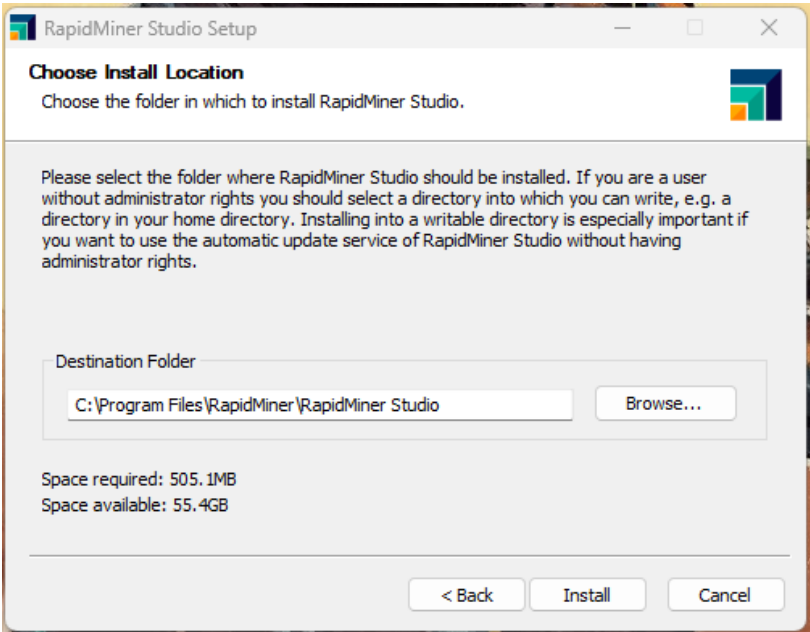 RapidMiner Studio Setup
Choose Install Location
Choose the folder in which to install RapidMiner Studio.
Please select the folder where RapidMiner Studio should be installed. If you are a user
without administrator rights you should select a directory into which you can write, e.g. a
directory in your home directory. Installing into a writable directory is especially important if
you want to use the automatic update service of RapidMiner Studio without having
administrator rights.
Destination Folder
C:\Program Files\RapidMiner\RapidMiner Studio
Browse...
Space required: 505.1MB
Space available: 55.4GB
< Back
Install
Cancel